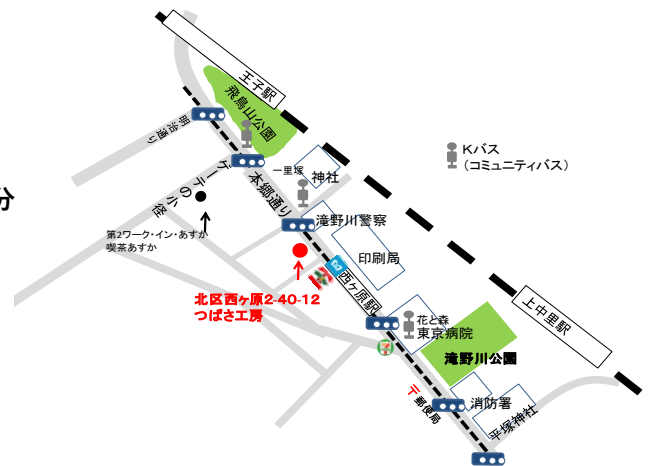 王子駅
飛鳥山公園
明治通り
Kバス
(コミュニティバス)
一里塚
神社
本郷通り
ゲーテの小径
分
滝野川警察
第2ワーク・イン・あすか
喫茶あすか
印刷局
西ヶ原駅
北区西ヶ原2-40-12
つばさ工房
上中里駅
花と森
東京病院
滝野川公園
〒郵便局
消防署
平塚神社